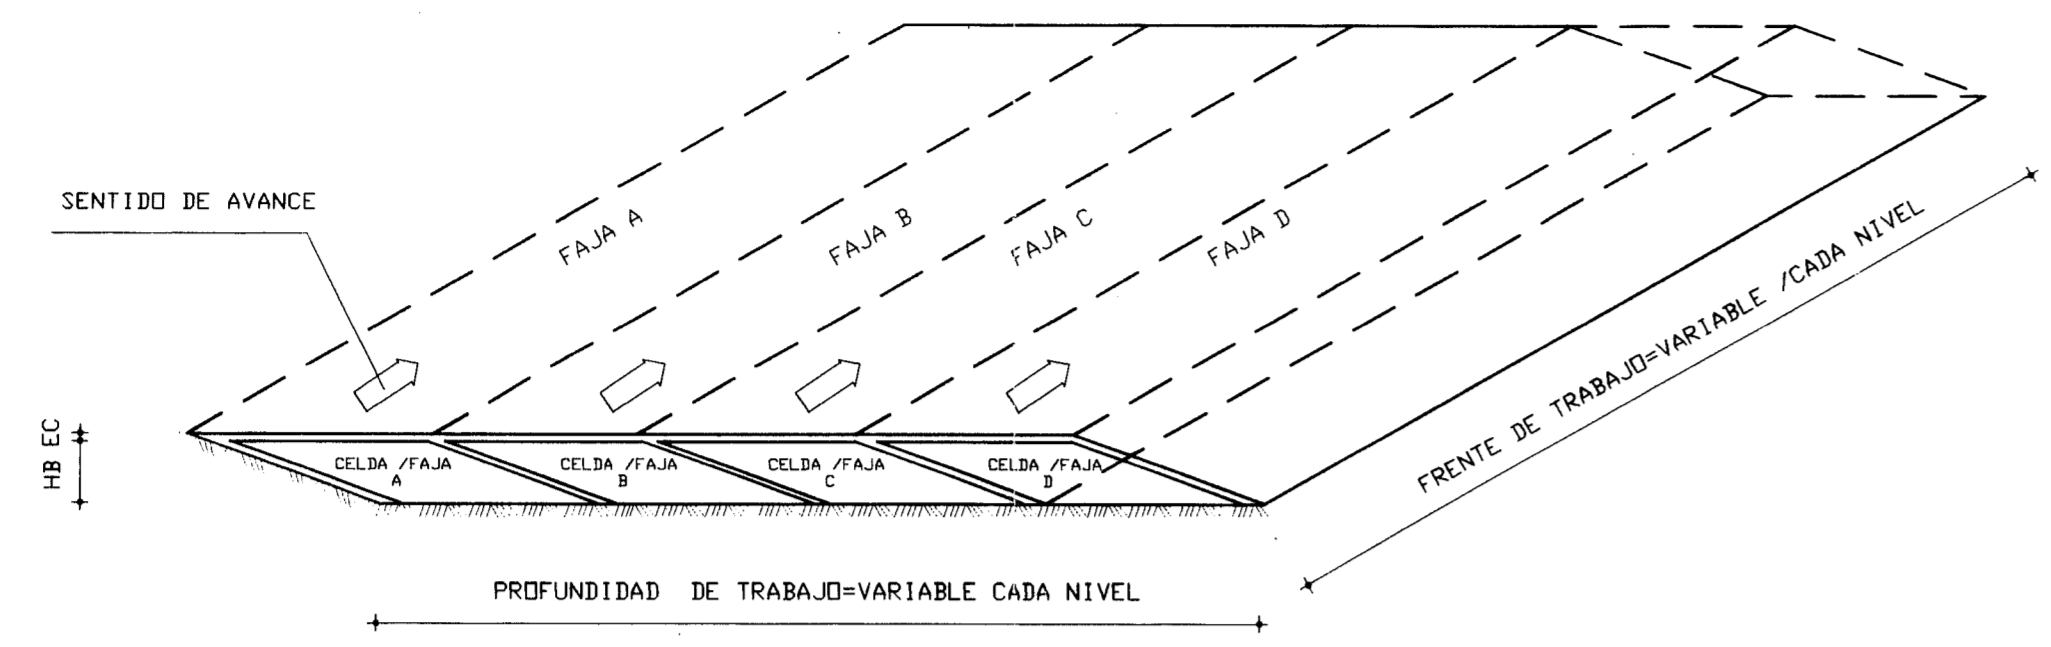 SENTIDO DE AVANCE
FAJA A
FAJA B
FAJA C
FAJA D
FRENTE DE TRABAJO=VARIABLE /CADA NIVEL
HB EC
CELDA /FAJA
A
CELDA /FAJA
B
CELDA /FAJA
C
CELDA /FAJA
D
PROFUNDIDAD DE TRABAJO=VARIABLE CADA NIVEL